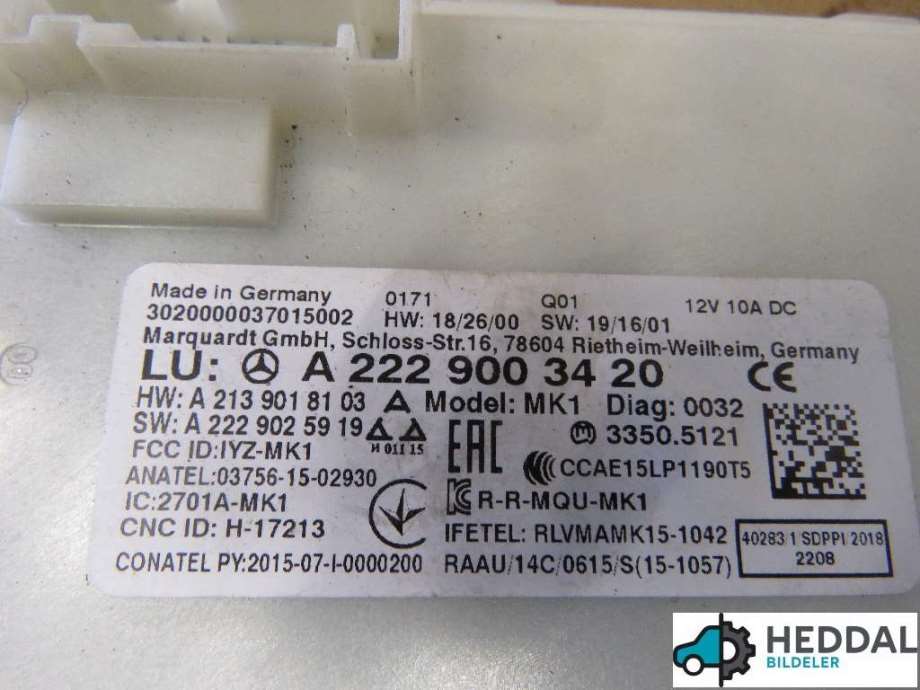 Made in Germany 0171 Q01 12V 10A DC
3020000037015002 HW: 18/26/00 SW: 19/16/01
Marquardt GmbH, Schloss-Str.16, 78604 Rietheim-Weilheim, Germany
LU: A 222 900 34 20 CE
HW: A 213 901 81 03 A Model: MK1 Diag: 0032
SW: A 222 902 59 19 EAC 3350.5121
H 011 15
FCC ID:IYZ-MK1 CCAE15LP1190T5
ANATEL:03756-15-02930
IC:2701A-MK1 R-R-MQU-MK1
CNC ID: H-17213 IFETEL: RLVMAMK15-1042
40283/1 SDPPI/2018
2208
CONATEL PY:2015-07-I-0000200 RAAU/14C/0615/S(15-1057)
HEDDAL
BILDELER